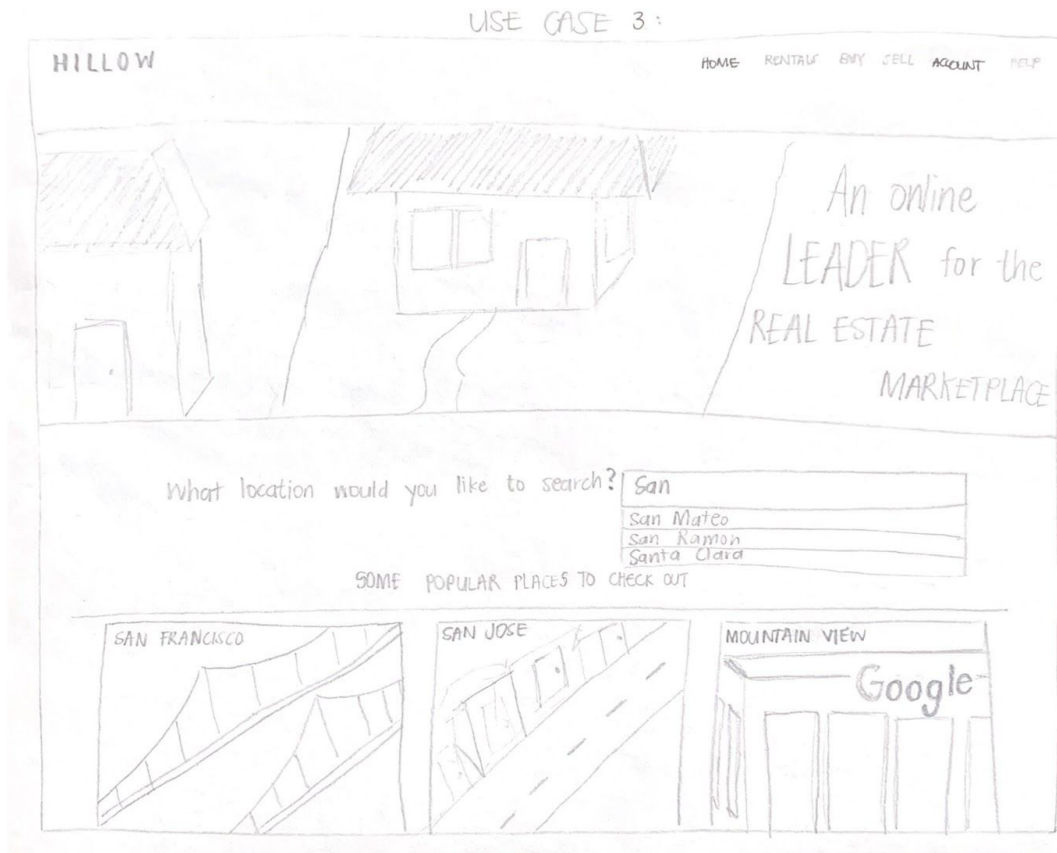 USE CASE 3:
HILLOW
HOME RENTALS BUY SELL ACCOUNT HELP
An online
LEADER for the
REAL ESTATE
MARKETPLACE
What location would you like to search? San
San Mateo
San Ramon
Santa Clara
SOME POPULAR PLACES TO CHECK OUT
SAN FRANCISCO
SAN JOSE
MOUNTAIN VIEW
Google